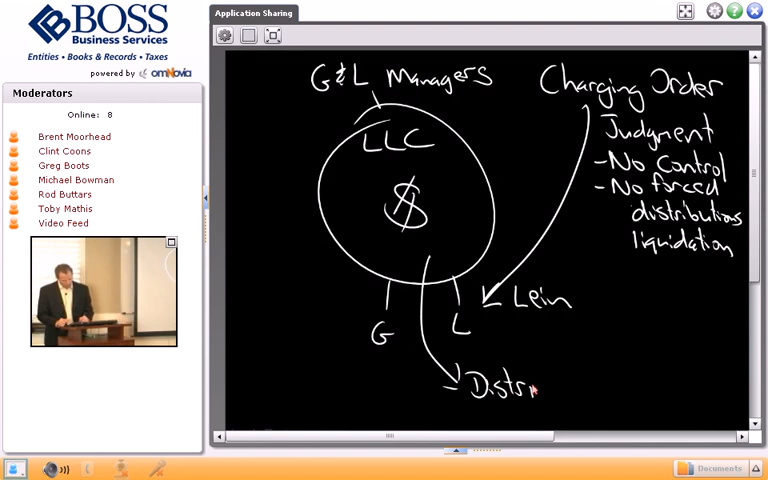 BOSS
Business Services
Entities • Books & Records • Taxes
powered by omNovia
Moderators
Online: 8
Brent Moorhead
Clint Coons
Greg Boots
Michael Bowman
Rod Buttars
Toby Mathis
Video Feed
Application Sharing
G&L Managers
LLC
$
G
L
Distri
Charging Order
Judgment
- No Control
- No forced
distributions
liquidation
Lein
Documents